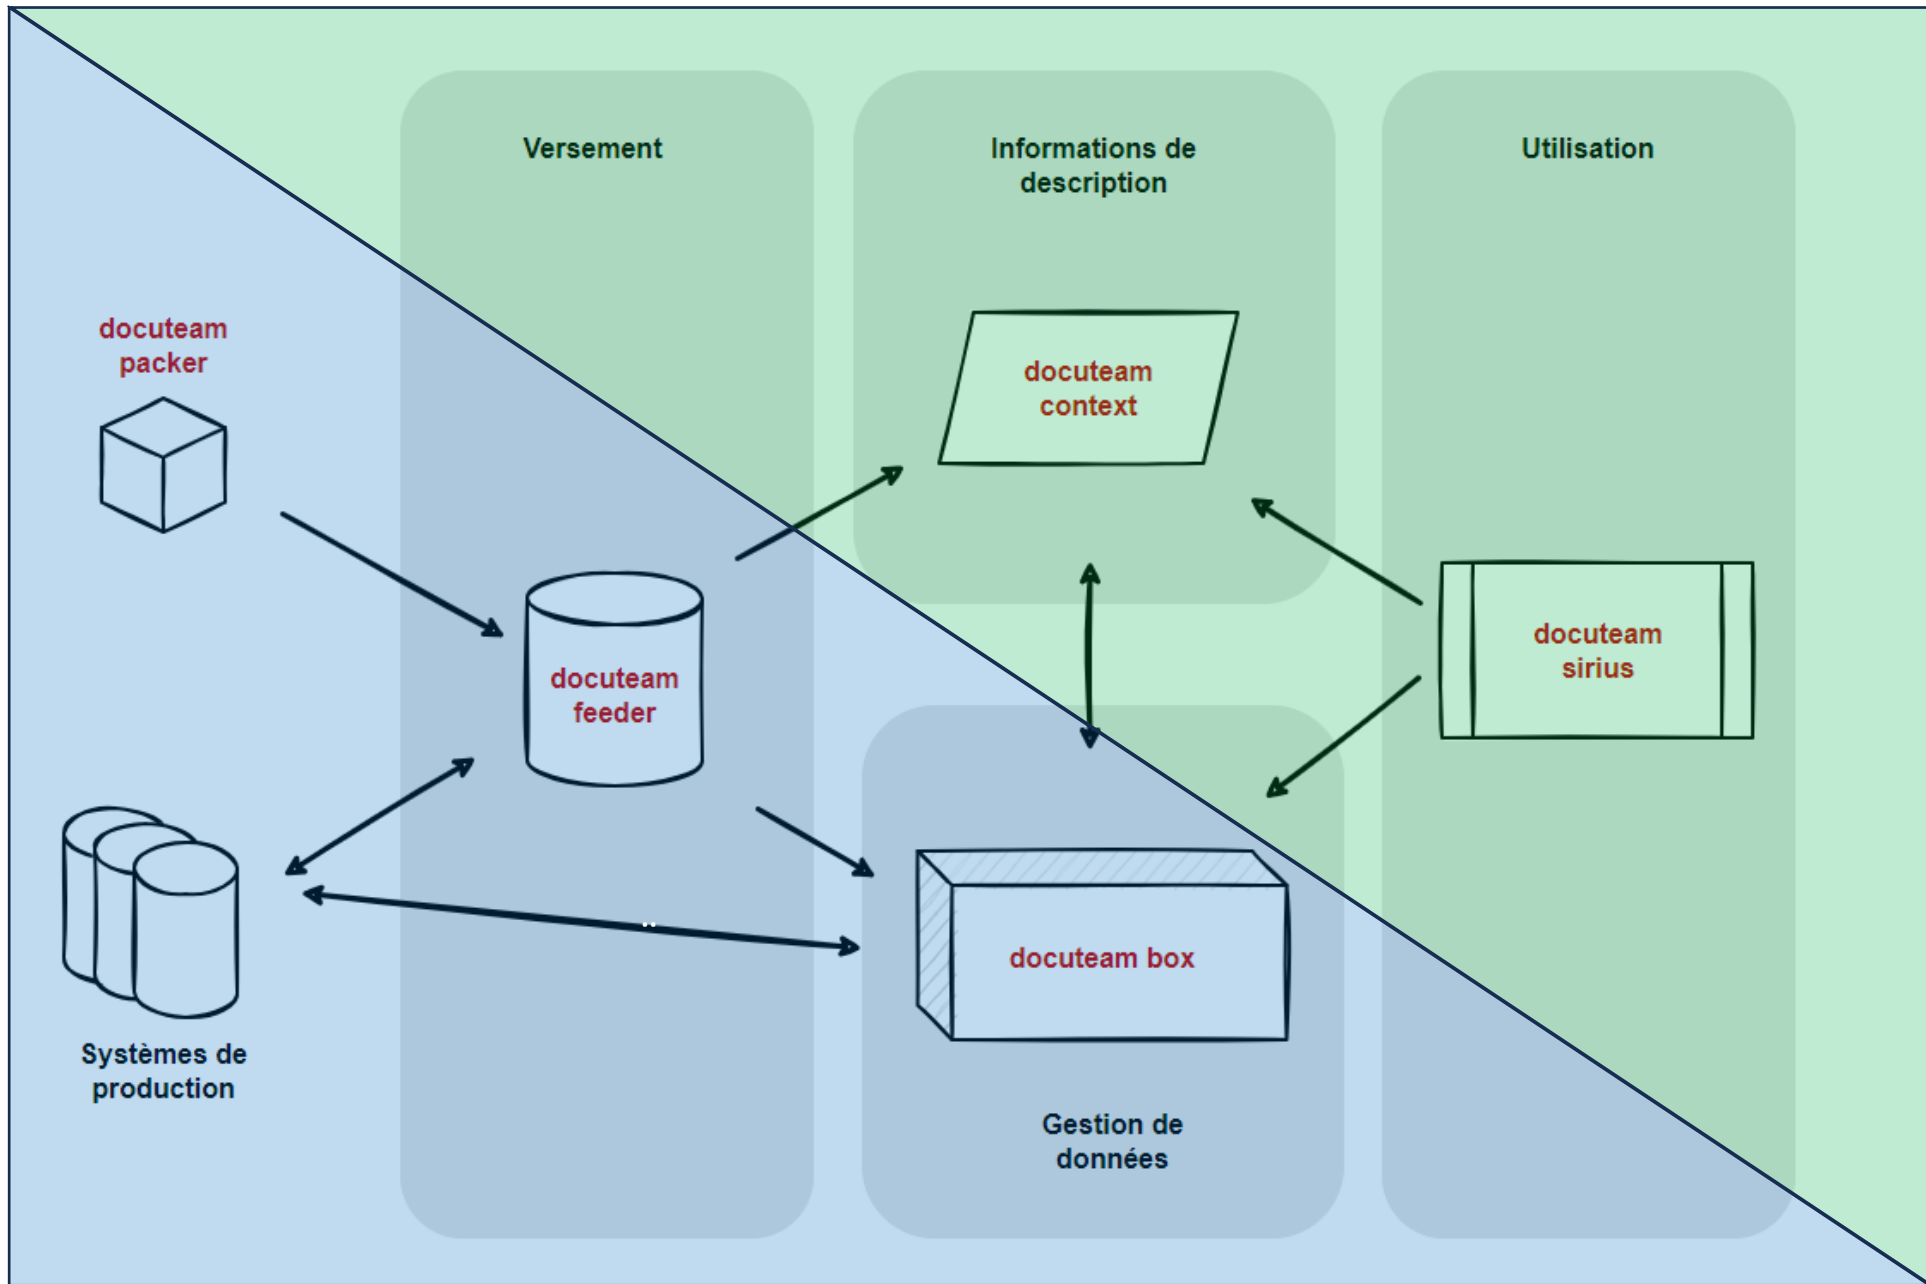 Versement
Informations de
description
Utilisation
docuteam
packer
docuteam
context
docuteam
feeder
docuteam
sirius
docuteam box
Systèmes de
production
Gestion de
données